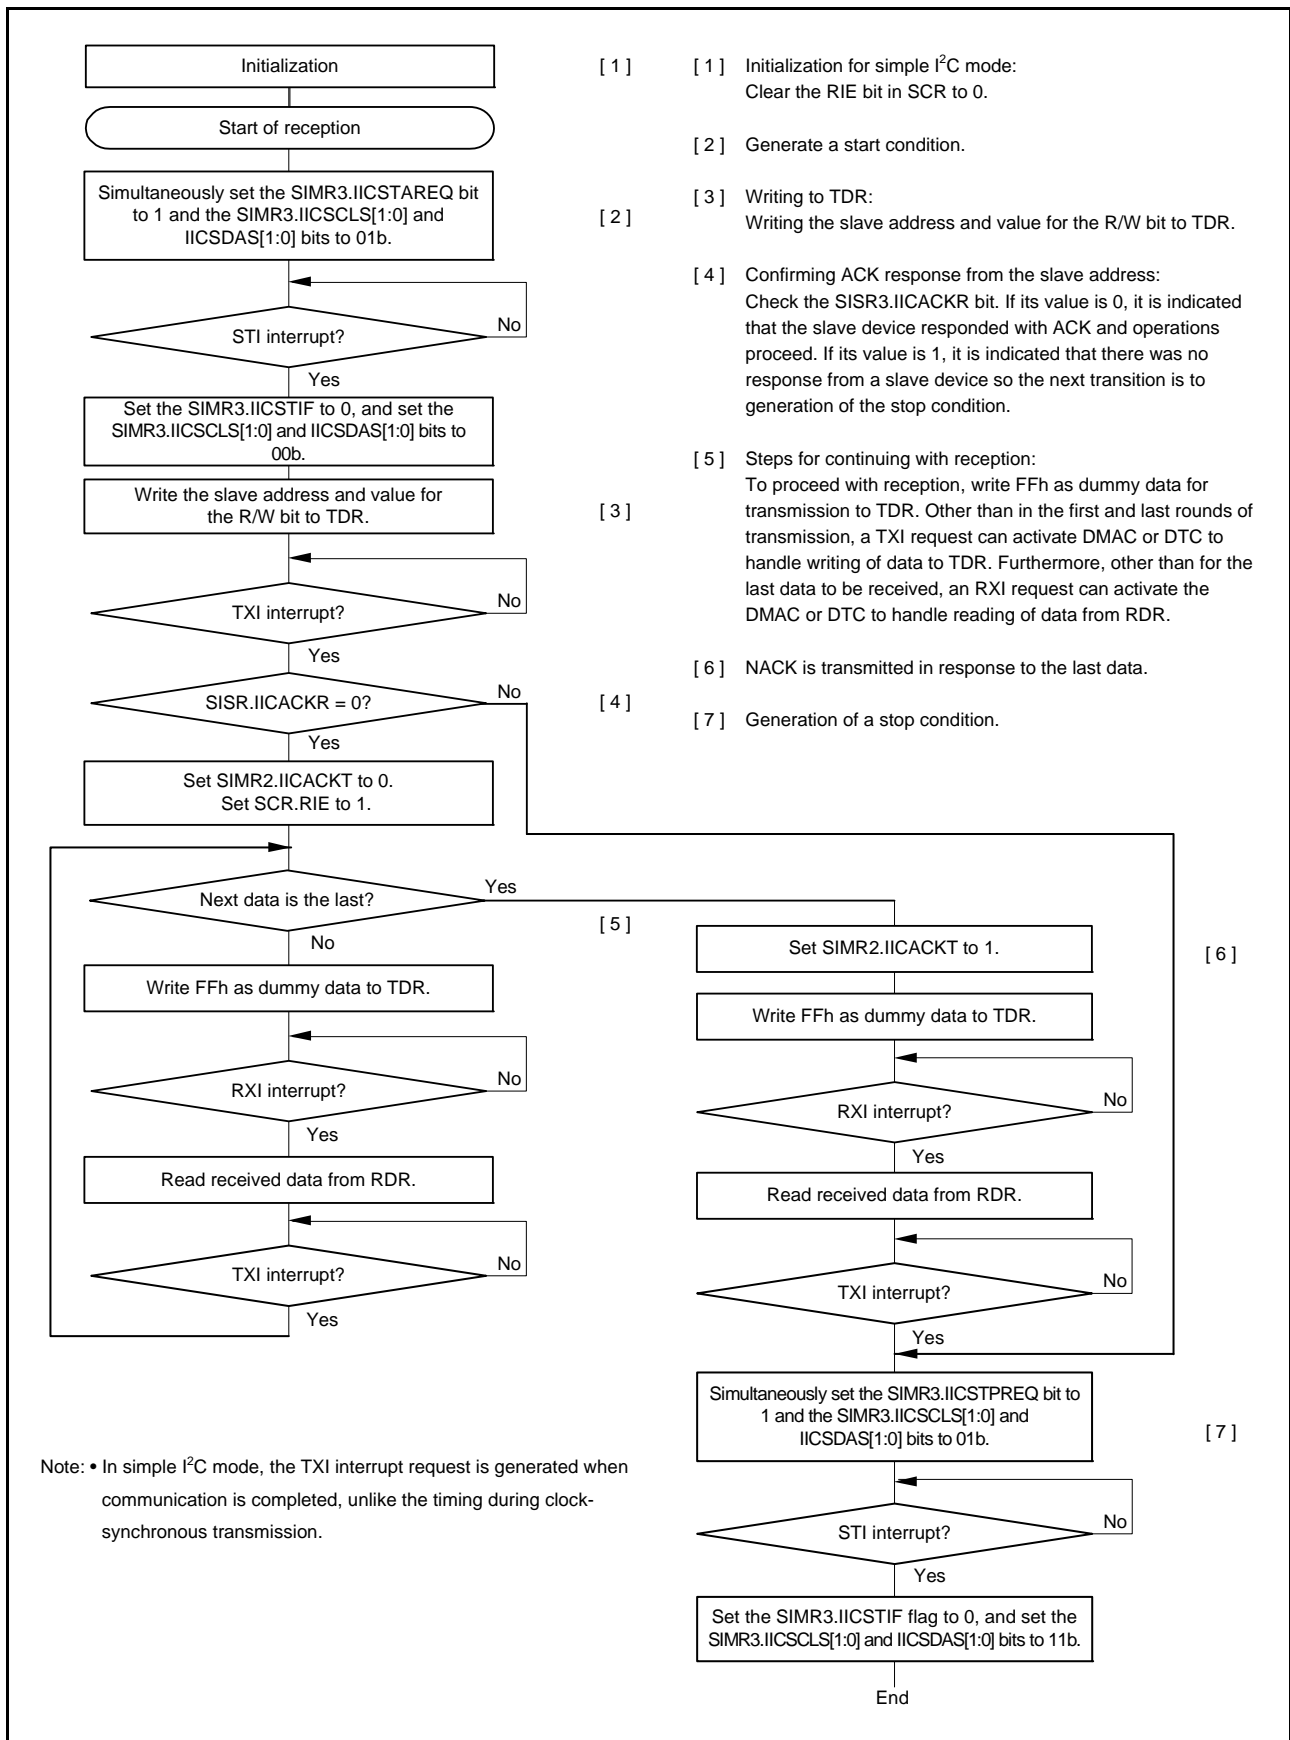 Initialization
[ 1 ]
Start of reception
Simultaneously set the SIMR3.IICSTAREQ bit
to 1 and the SIMR3.IICSCLS[1:0] and
IICSDAS[1:0] bits to 01b.
[ 2 ]
STI interrupt?
No
Yes
Set the SIMR3.IICSTIF to 0, and set the
SIMR3.IICSCLS[1:0] and IICSDAS[1:0] bits to
00b.
Write the slave address and value for
the R/W bit to TDR.
[ 3 ]
TXI interrupt?
No
Yes
SISR.IICACKR = 0?
No
[ 4 ]
Yes
Set SIMR2.IICACKT to 0.
Set SCR.RIE to 1.
Next data is the last?
Yes
[ 5 ]
No
Write FFh as dummy data to TDR.
RXI interrupt?
No
Yes
Read received data from RDR.
TXI interrupt?
No
Yes
[ 1 ] Initialization for simple I²C mode:
Clear the RIE bit in SCR to 0.
[ 2 ] Generate a start condition.
[ 3 ] Writing to TDR:
Writing the slave address and value for the R/W bit to TDR.
[ 4 ] Confirming ACK response from the slave address:
Check the SISR3.IICACKR bit. If its value is 0, it is indicated
that the slave device responded with ACK and operations
proceed. If its value is 1, it is indicated that there was no
response from a slave device so the next transition is to
generation of the stop condition.
[ 5 ] Steps for continuing with reception:
To proceed with reception, write FFh as dummy data for
transmission to TDR. Other than in the first and last rounds of
transmission, a TXI request can activate DMAC or DTC to
handle writing of data to TDR. Furthermore, other than for the
last data to be received, an RXI request can activate the
DMAC or DTC to handle reading of data from RDR.
[ 6 ] NACK is transmitted in response to the last data.
[ 7 ] Generation of a stop condition.
Set SIMR2.IICACKT to 1.
[ 6 ]
Write FFh as dummy data to TDR.
RXI interrupt?
No
Yes
Read received data from RDR.
TXI interrupt?
No
Yes
Simultaneously set the SIMR3.IICSTPREQ bit to
1 and the SIMR3.IICSCLS[1:0] and
IICSDAS[1:0] bits to 01b.
[ 7 ]
STI interrupt?
No
Yes
Set the SIMR3.IICSTIF flag to 0, and set the
SIMR3.IICSCLS[1:0] and IICSDAS[1:0] bits to 11b.
End
Note: • In simple I²C mode, the TXI interrupt request is generated when
communication is completed, unlike the timing during clock-
synchronous transmission.